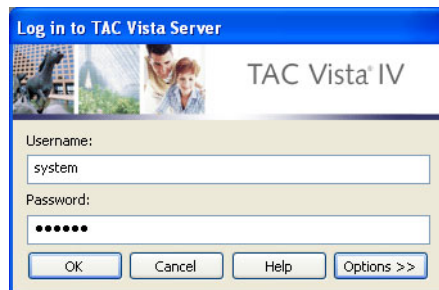 Log in to TAC Vista Server
TAC Vista® IV
Username:
system
Password:
••••••
OK Cancel Help Options >>